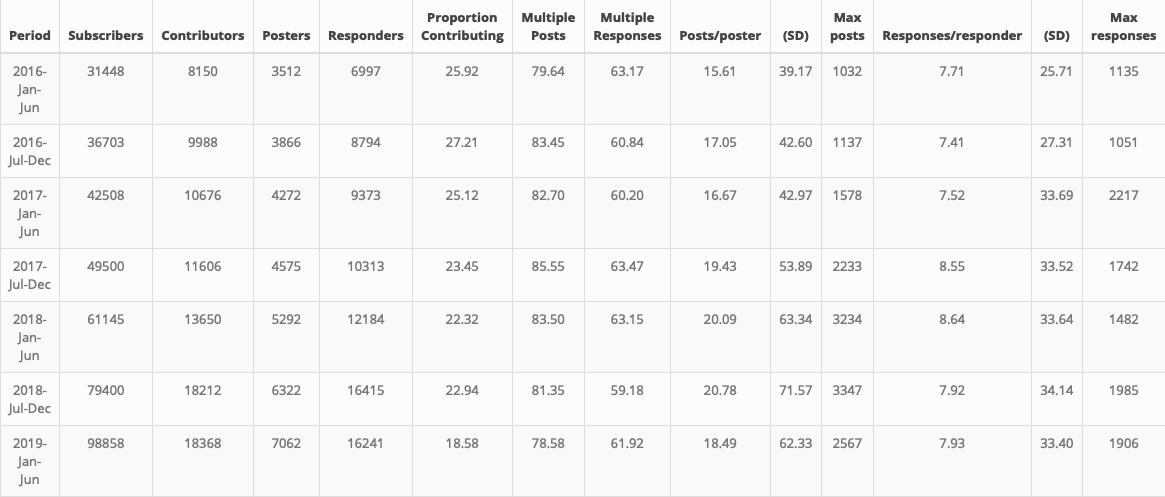 Period Subscribers Contributors Posters Responders Proportion Contributing Multiple Posts Multiple Responses Posts/poster (SD) Max posts Responses/responder (SD) Max responses
2016-Jan-Jun 31448 8150 3512 6997 25.92 79.64 63.17 15.61 39.17 1032 7.71 25.71 1135
2016-Jul-Dec 36703 9988 3866 8794 27.21 83.45 60.84 17.05 42.60 1137 7.41 27.31 1051
2017-Jan-Jun 42508 10676 4272 9373 25.12 82.70 60.20 16.67 42.97 1578 7.52 33.69 2217
2017-Jul-Dec 49500 11606 4575 10313 23.45 85.55 63.47 19.43 53.89 2233 8.55 33.52 1742
2018-Jan-Jun 61145 13650 5292 12184 22.32 83.50 63.15 20.09 63.34 3234 8.64 33.64 1482
2018-Jul-Dec 79400 18212 6322 16415 22.94 81.35 59.18 20.78 71.57 3347 7.92 34.14 1985
2019-Jan-Jun 98858 18368 7062 16241 18.58 78.58 61.92 18.49 62.33 2567 7.93 33.40 1906